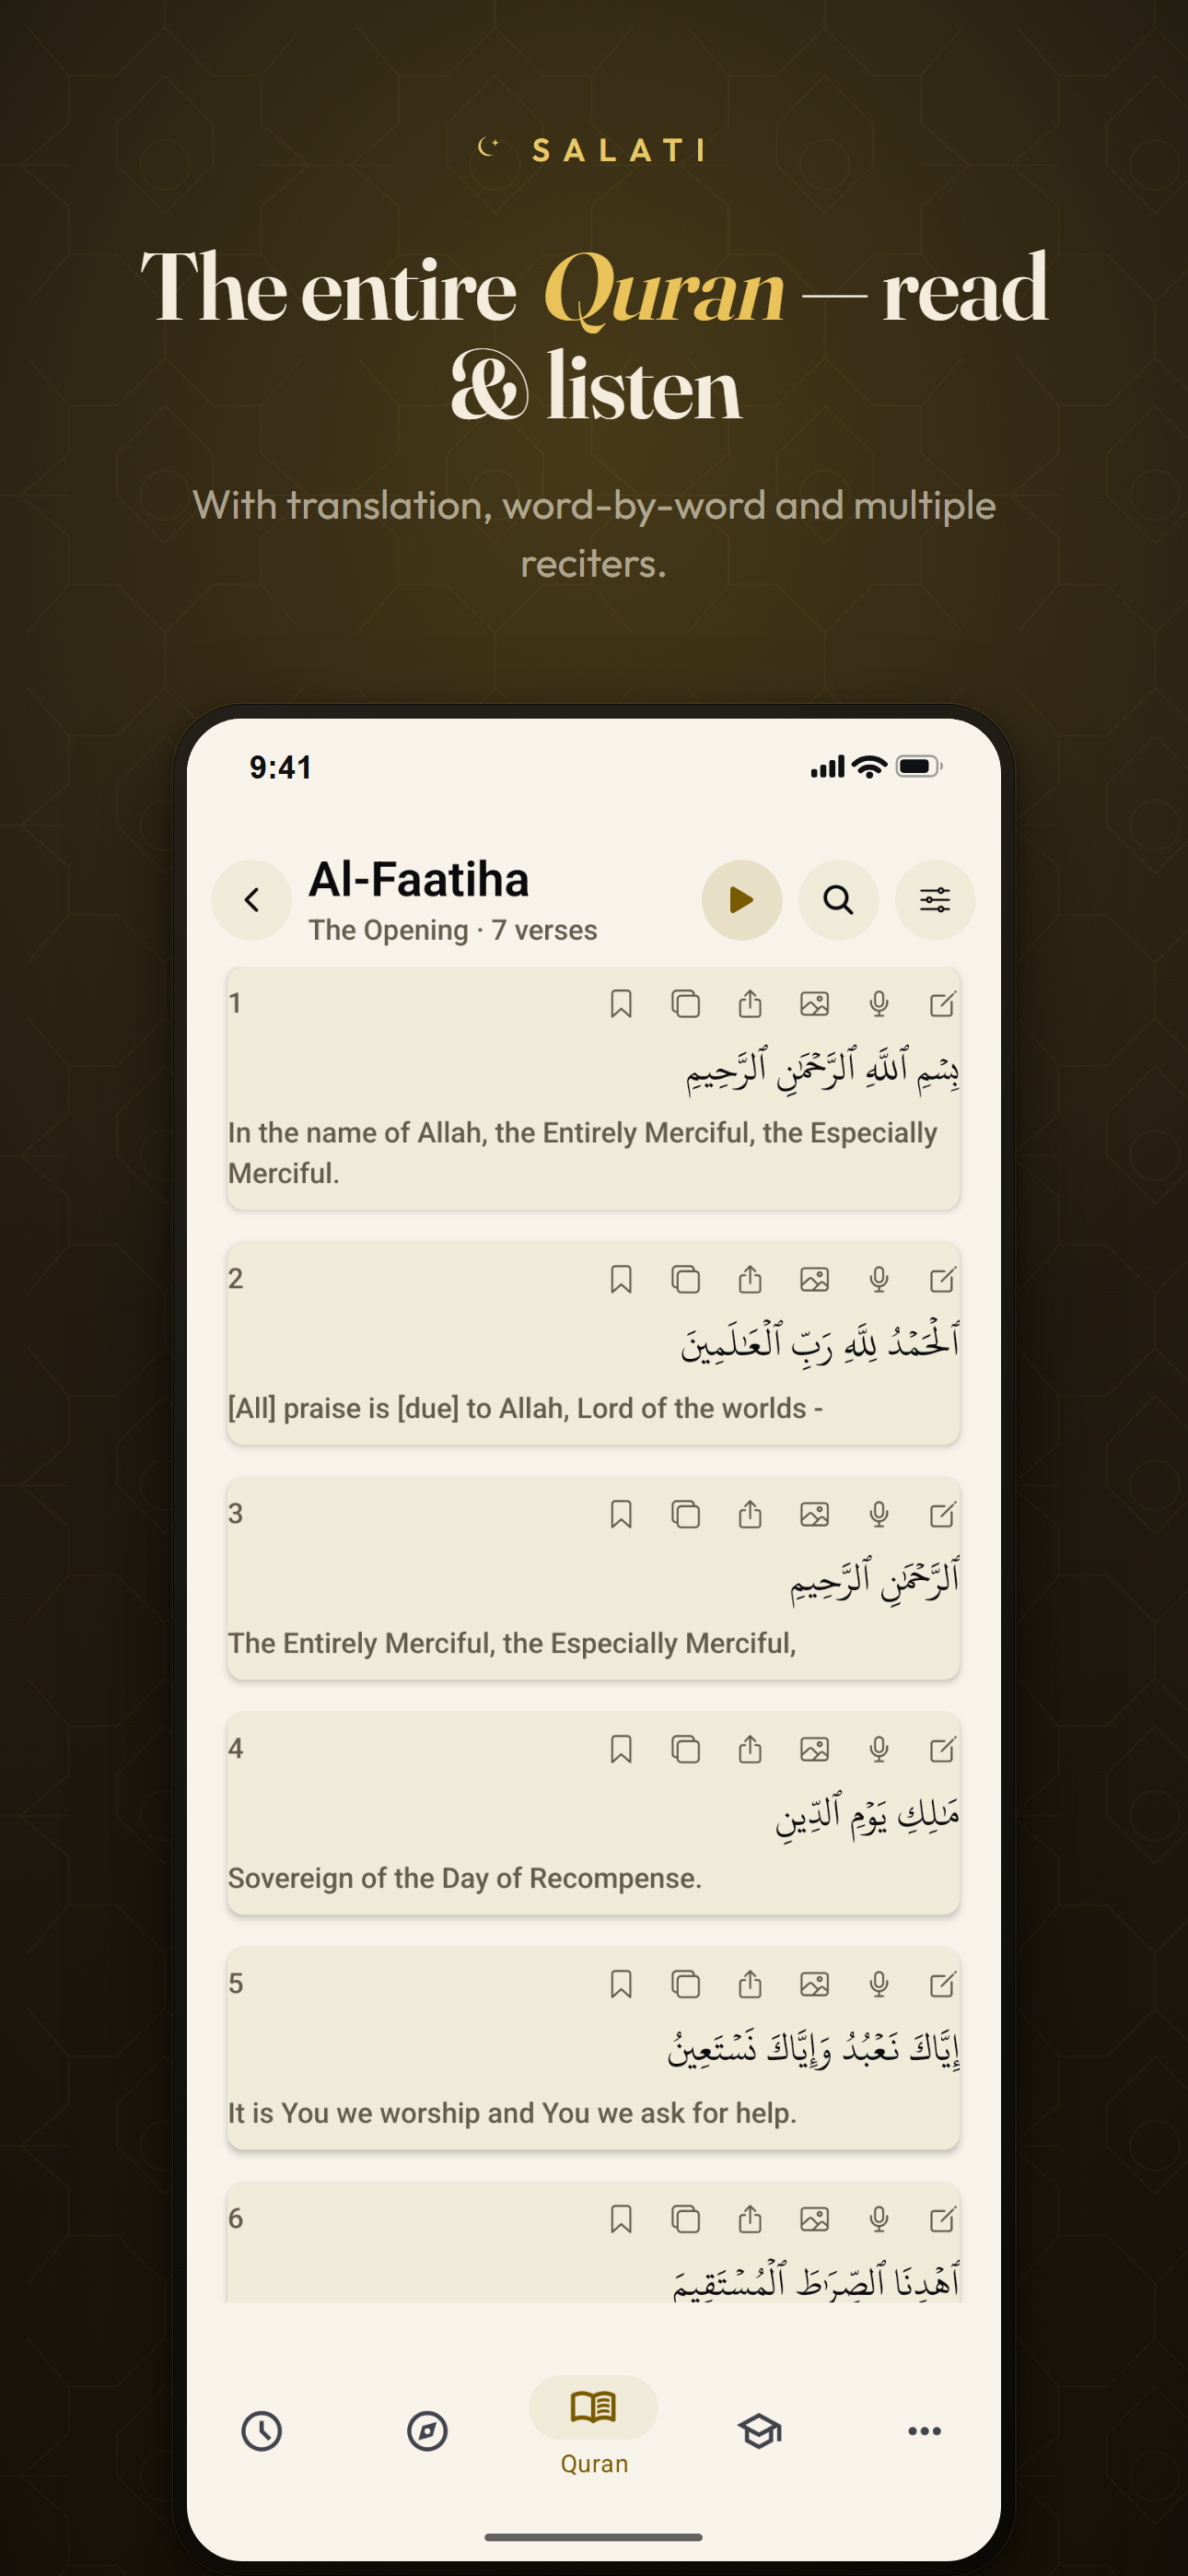 SALATI
The entire Quran — read
& listen
With translation, word-by-word and multiple
reciters.
9:41
Al-Faatiha
The Opening · 7 verses
1
بِسْمِ ٱللَّهِ ٱلرَّحْمَٰنِ ٱلرَّحِيمِ
In the name of Allah, the Entirely Merciful, the Especially
Merciful.
2
ٱلْحَمْدُ لِلَّهِ رَبِّ ٱلْعَٰلَمِينَ
[All] praise is [due] to Allah, Lord of the worlds -
3
ٱلرَّحْمَٰنِ ٱلرَّحِيمِ
The Entirely Merciful, the Especially Merciful,
4
مَٰلِكِ يَوْمِ ٱلدِّينِ
Sovereign of the Day of Recompense.
5
إِيَّاكَ نَعْبُدُ وَإِيَّاكَ نَسْتَعِينُ
It is You we worship and You we ask for help.
6
ٱهْدِنَا ٱلصِّرَٰطَ ٱلْمُسْتَقِيمَ
Quran